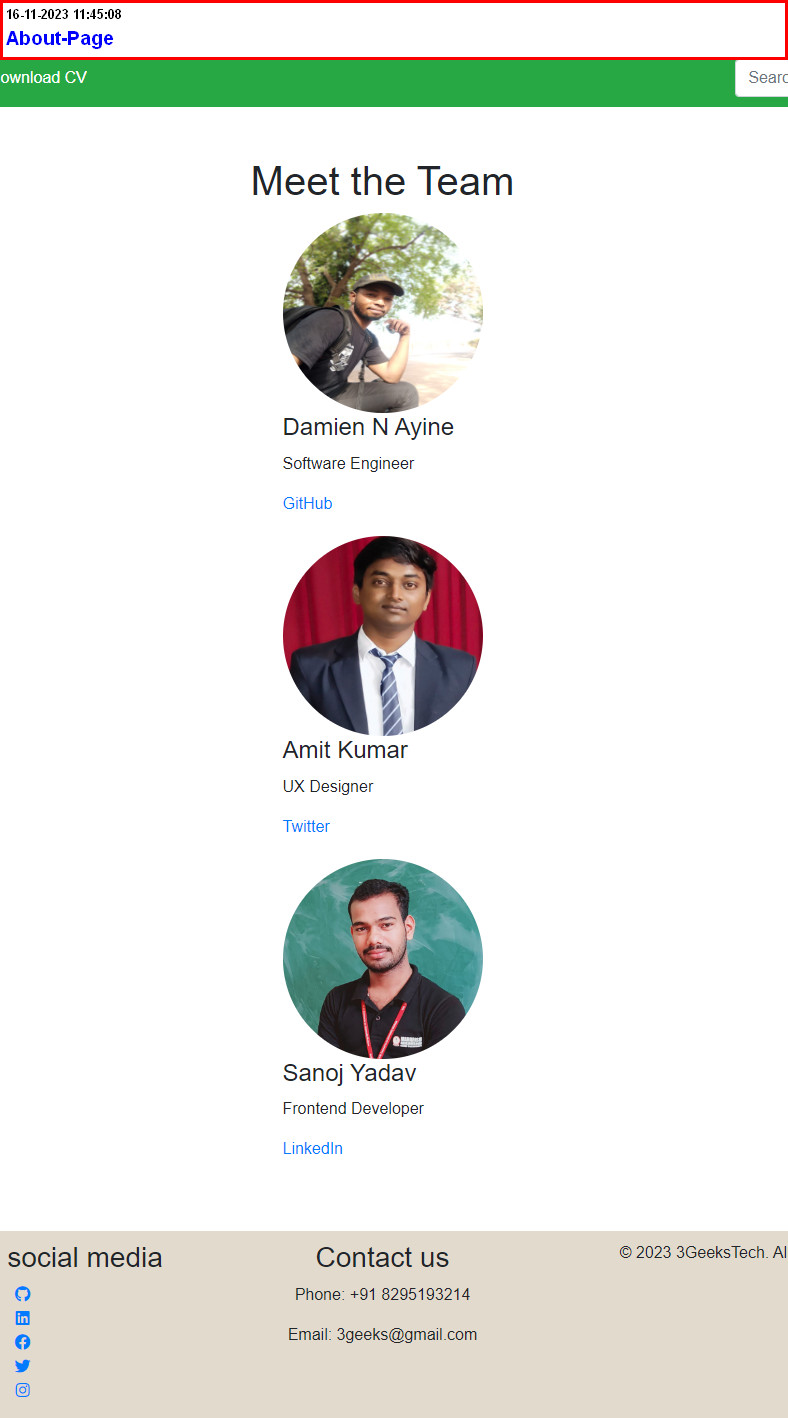 16-11-2023 11:45:08
About-Page
ownload CV
Searc
Meet the Team
Damien N Ayine
Software Engineer
GitHub
Amit Kumar
UX Designer
Twitter
Sanoj Yadav
Frontend Developer
LinkedIn
social media
Contact us
Phone: +91 8295193214
Email: 3geeks@gmail.com
© 2023 3GeeksTech. Al